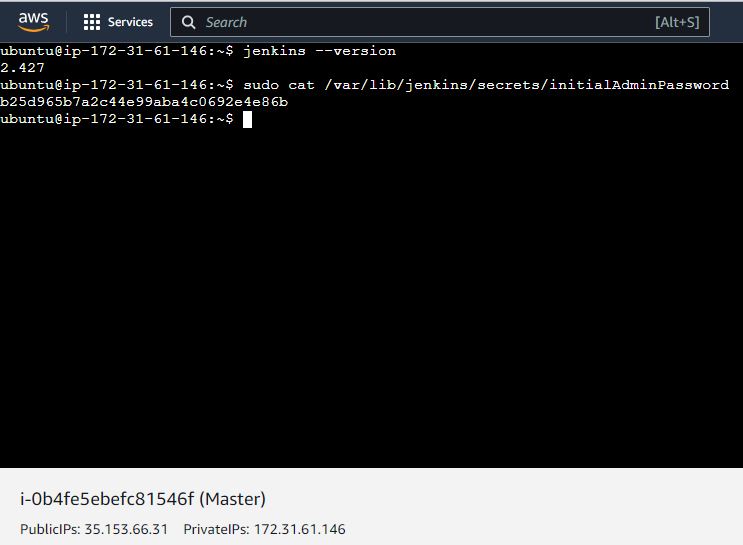 aws Services Search [Alt+S]
ubuntu@ip-172-31-61-146:~$ jenkins --version
2.427
ubuntu@ip-172-31-61-146:~$ sudo cat /var/lib/jenkins/secrets/initialAdminPassword
b25d965b7a2c44e99aba4c0692e4e86b
ubuntu@ip-172-31-61-146:~$
i-0b4fe5ebefc81546f (Master)
PublicIPs: 35.153.66.31 PrivateIPs: 172.31.61.146